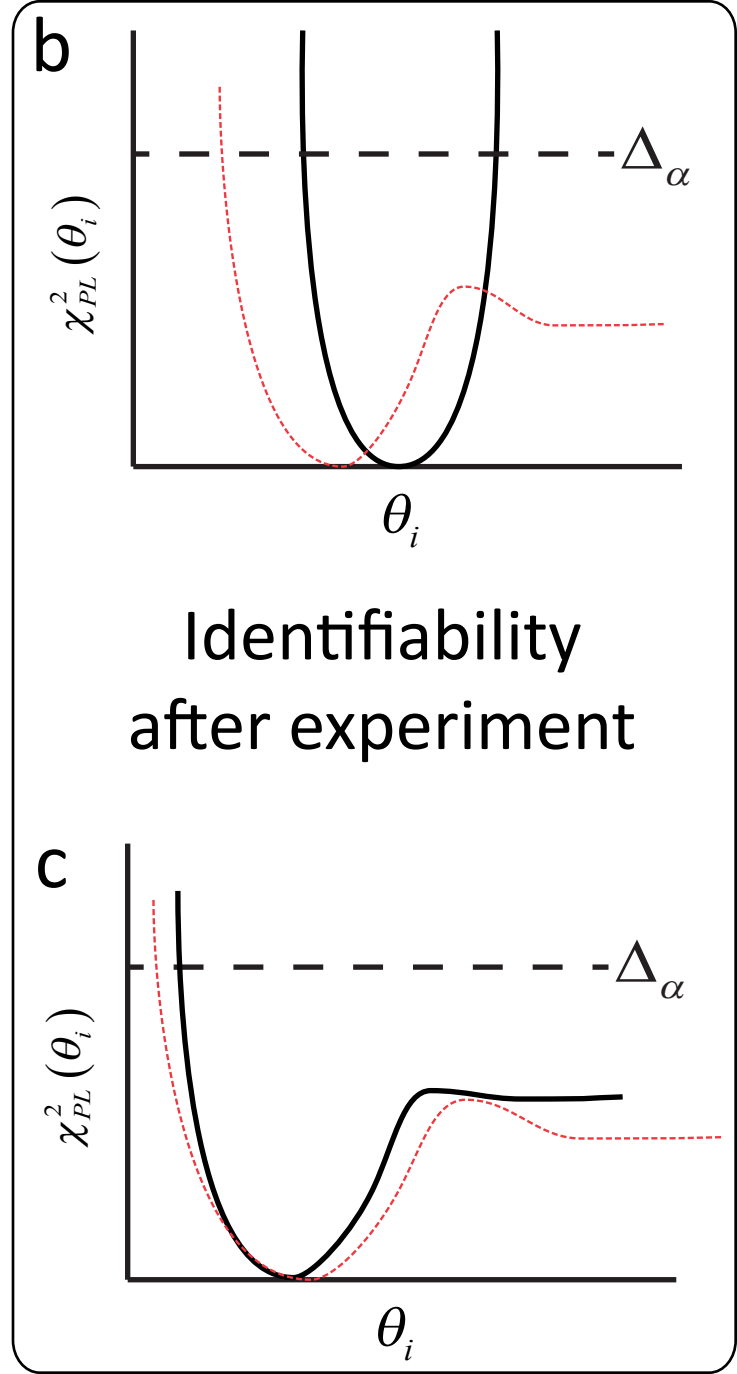 b
Δα
χ²PL(θi)
θi
Identifiability
after experiment
c
Δα
χ²PL(θi)
θi